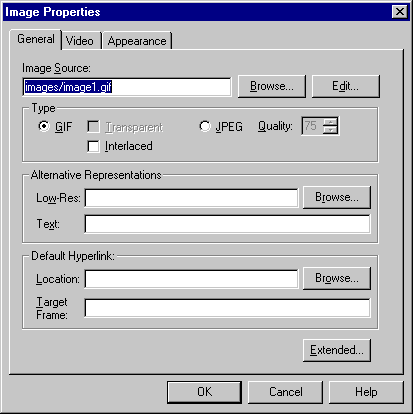 Image Properties
General Video Appearance
Image Source:
images/image1.gif Browse... Edit...
Type
GIF Transparent JPEG Quality: 75
Interlaced
Alternative Representations
Low-Res: Browse...
Text:
Default Hyperlink:
Location: Browse...
Target
Frame:
Extended...
OK Cancel Help